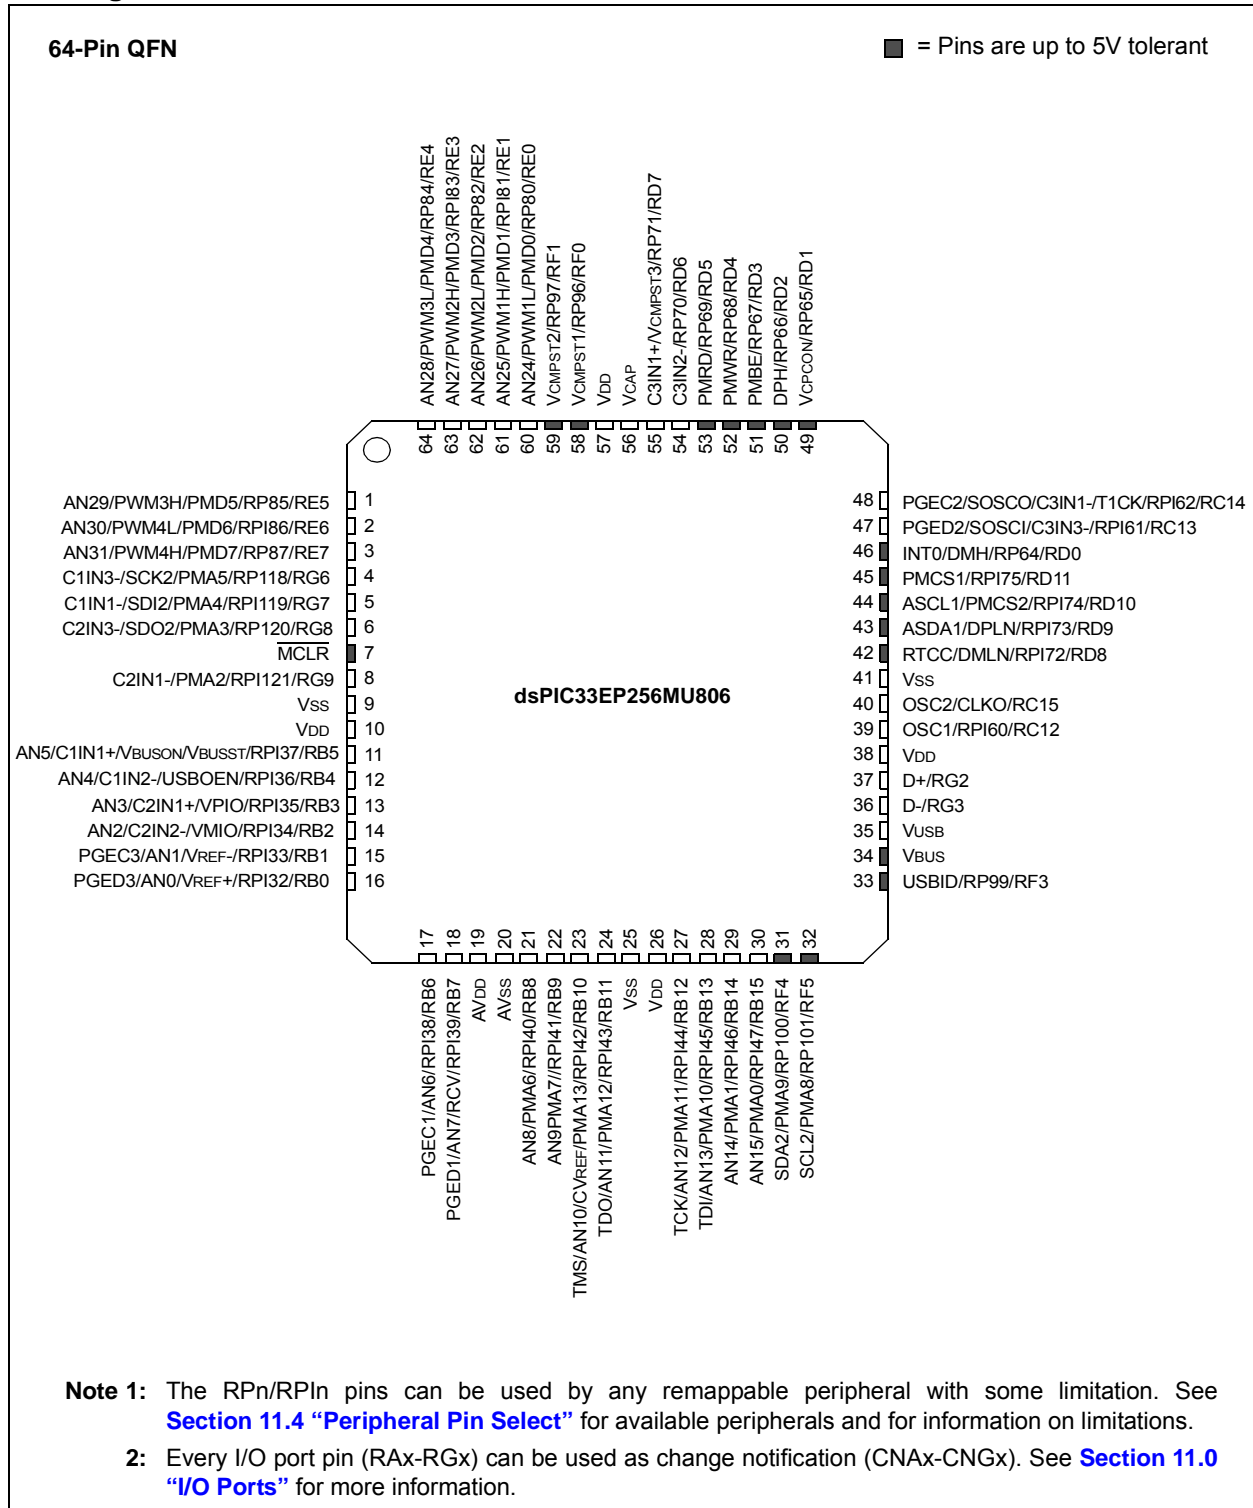 64-Pin QFN
= Pins are up to 5V tolerant
AN28/PWM3L/PMD4/RP84/RE4
AN27/PWM2H/PMD3/RPI83/RE3
AN26/PWM2L/PMD2/RP82/RE2
AN25/PWM1H/PMD1/RPI81/RE1
AN24/PWM1L/PMD0/RP80/RE0
VCMPST2/RP97/RF1
VCMPST1/RP96/RF0
VDD
VCAP
C3IN1+/VCMPST3/RP71/RD7
C3IN2-/RP70/RD6
PMRD/RP69/RD5
PMWR/RP68/RD4
PMBE/RP67/RD3
DPH/RP66/RD2
VCPCON/RP65/RD1
64
63
62
61
60
59
58
57
56
55
54
53
52
51
50
49
AN29/PWM3H/PMD5/RP85/RE5 1
AN30/PWM4L/PMD6/RPI86/RE6 2
AN31/PWM4H/PMD7/RP87/RE7 3
C1IN3-/SCK2/PMA5/RP118/RG6 4
C1IN1-/SDI2/PMA4/RPI119/RG7 5
C2IN3-/SDO2/PMA3/RP120/RG8 6
MCLR 7
C2IN1-/PMA2/RPI121/RG9 8
VSS 9
VDD 10
AN5/C1IN1+/VBUSON/VBUSST/RPI37/RB5 11
AN4/C1IN2-/USBOEN/RPI36/RB4 12
AN3/C2IN1+/VPIO/RPI35/RB3 13
AN2/C2IN2-/VMIO/RPI34/RB2 14
PGEC3/AN1/VREF-/RPI33/RB1 15
PGED3/AN0/VREF+/RPI32/RB0 16
dsPIC33EP256MU806
48 PGEC2/SOSCO/C3IN1-/T1CK/RPI62/RC14
47 PGED2/SOSCI/C3IN3-/RPI61/RC13
46 INT0/DMH/RP64/RD0
45 PMCS1/RPI75/RD11
44 ASCL1/PMCS2/RPI74/RD10
43 ASDA1/DPLN/RPI73/RD9
42 RTCC/DMLN/RPI72/RD8
41 VSS
40 OSC2/CLKO/RC15
39 OSC1/RPI60/RC12
38 VDD
37 D+/RG2
36 D-/RG3
35 VUSB
34 VBUS
33 USBID/RP99/RF3
17
18
19
20
21
22
23
24
25
26
27
28
29
30
31
32
PGEC1/AN6/RPI38/RB6
PGED1/AN7/RCV/RPI39/RB7
AVDD
AVSS
AN8/PMA6/RPI40/RB8
AN9PMA7//RPI41/RB9
TMS/AN10/CVREF/PMA13/RPI42/RB10
TDO/AN11/PMA12/RPI43/RB11
VSS
VDD
TCK/AN12/PMA11/RPI44/RB12
TDI/AN13/PMA10/RPI45/RB13
AN14/PMA1/RPI46/RB14
AN15/PMA0/RPI47/RB15
SDA2/PMA9/RP100/RF4
SCL2/PMA8/RP101/RF5
Note 1: The RPn/RPIn pins can be used by any remappable peripheral with some limitation. See
Section 11.4 “Peripheral Pin Select” for available peripherals and for information on limitations.
2: Every I/O port pin (RAx-RGx) can be used as change notification (CNAx-CNGx). See Section 11.0
“I/O Ports” for more information.